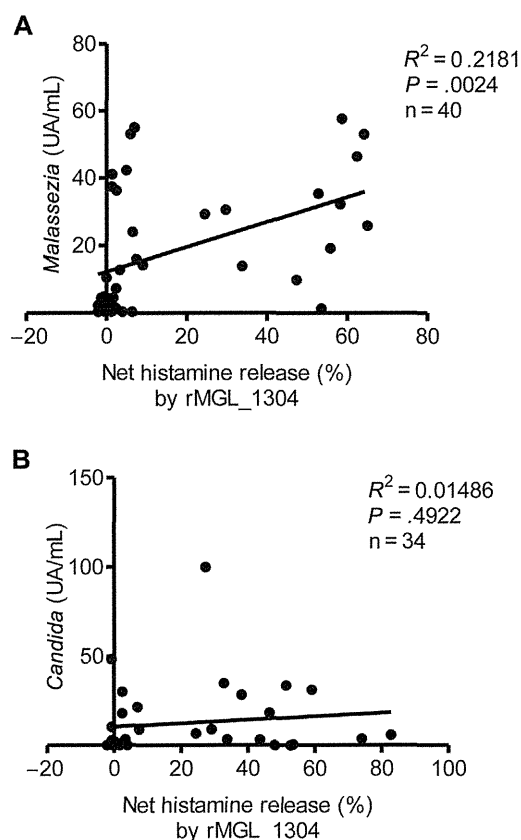 A
80
60
40
20
Malassezia (UA/mL)
R² = 0.2181
P = .0024
n = 40
−20 0 20 40 60 80
Net histamine release (%)
by rMGL_1304
B
150
100
50
Candida (UA/mL)
R² = 0.01486
P = .4922
n = 34
−20 0 20 40 60 80 100
Net histamine release (%)
by rMGL_1304